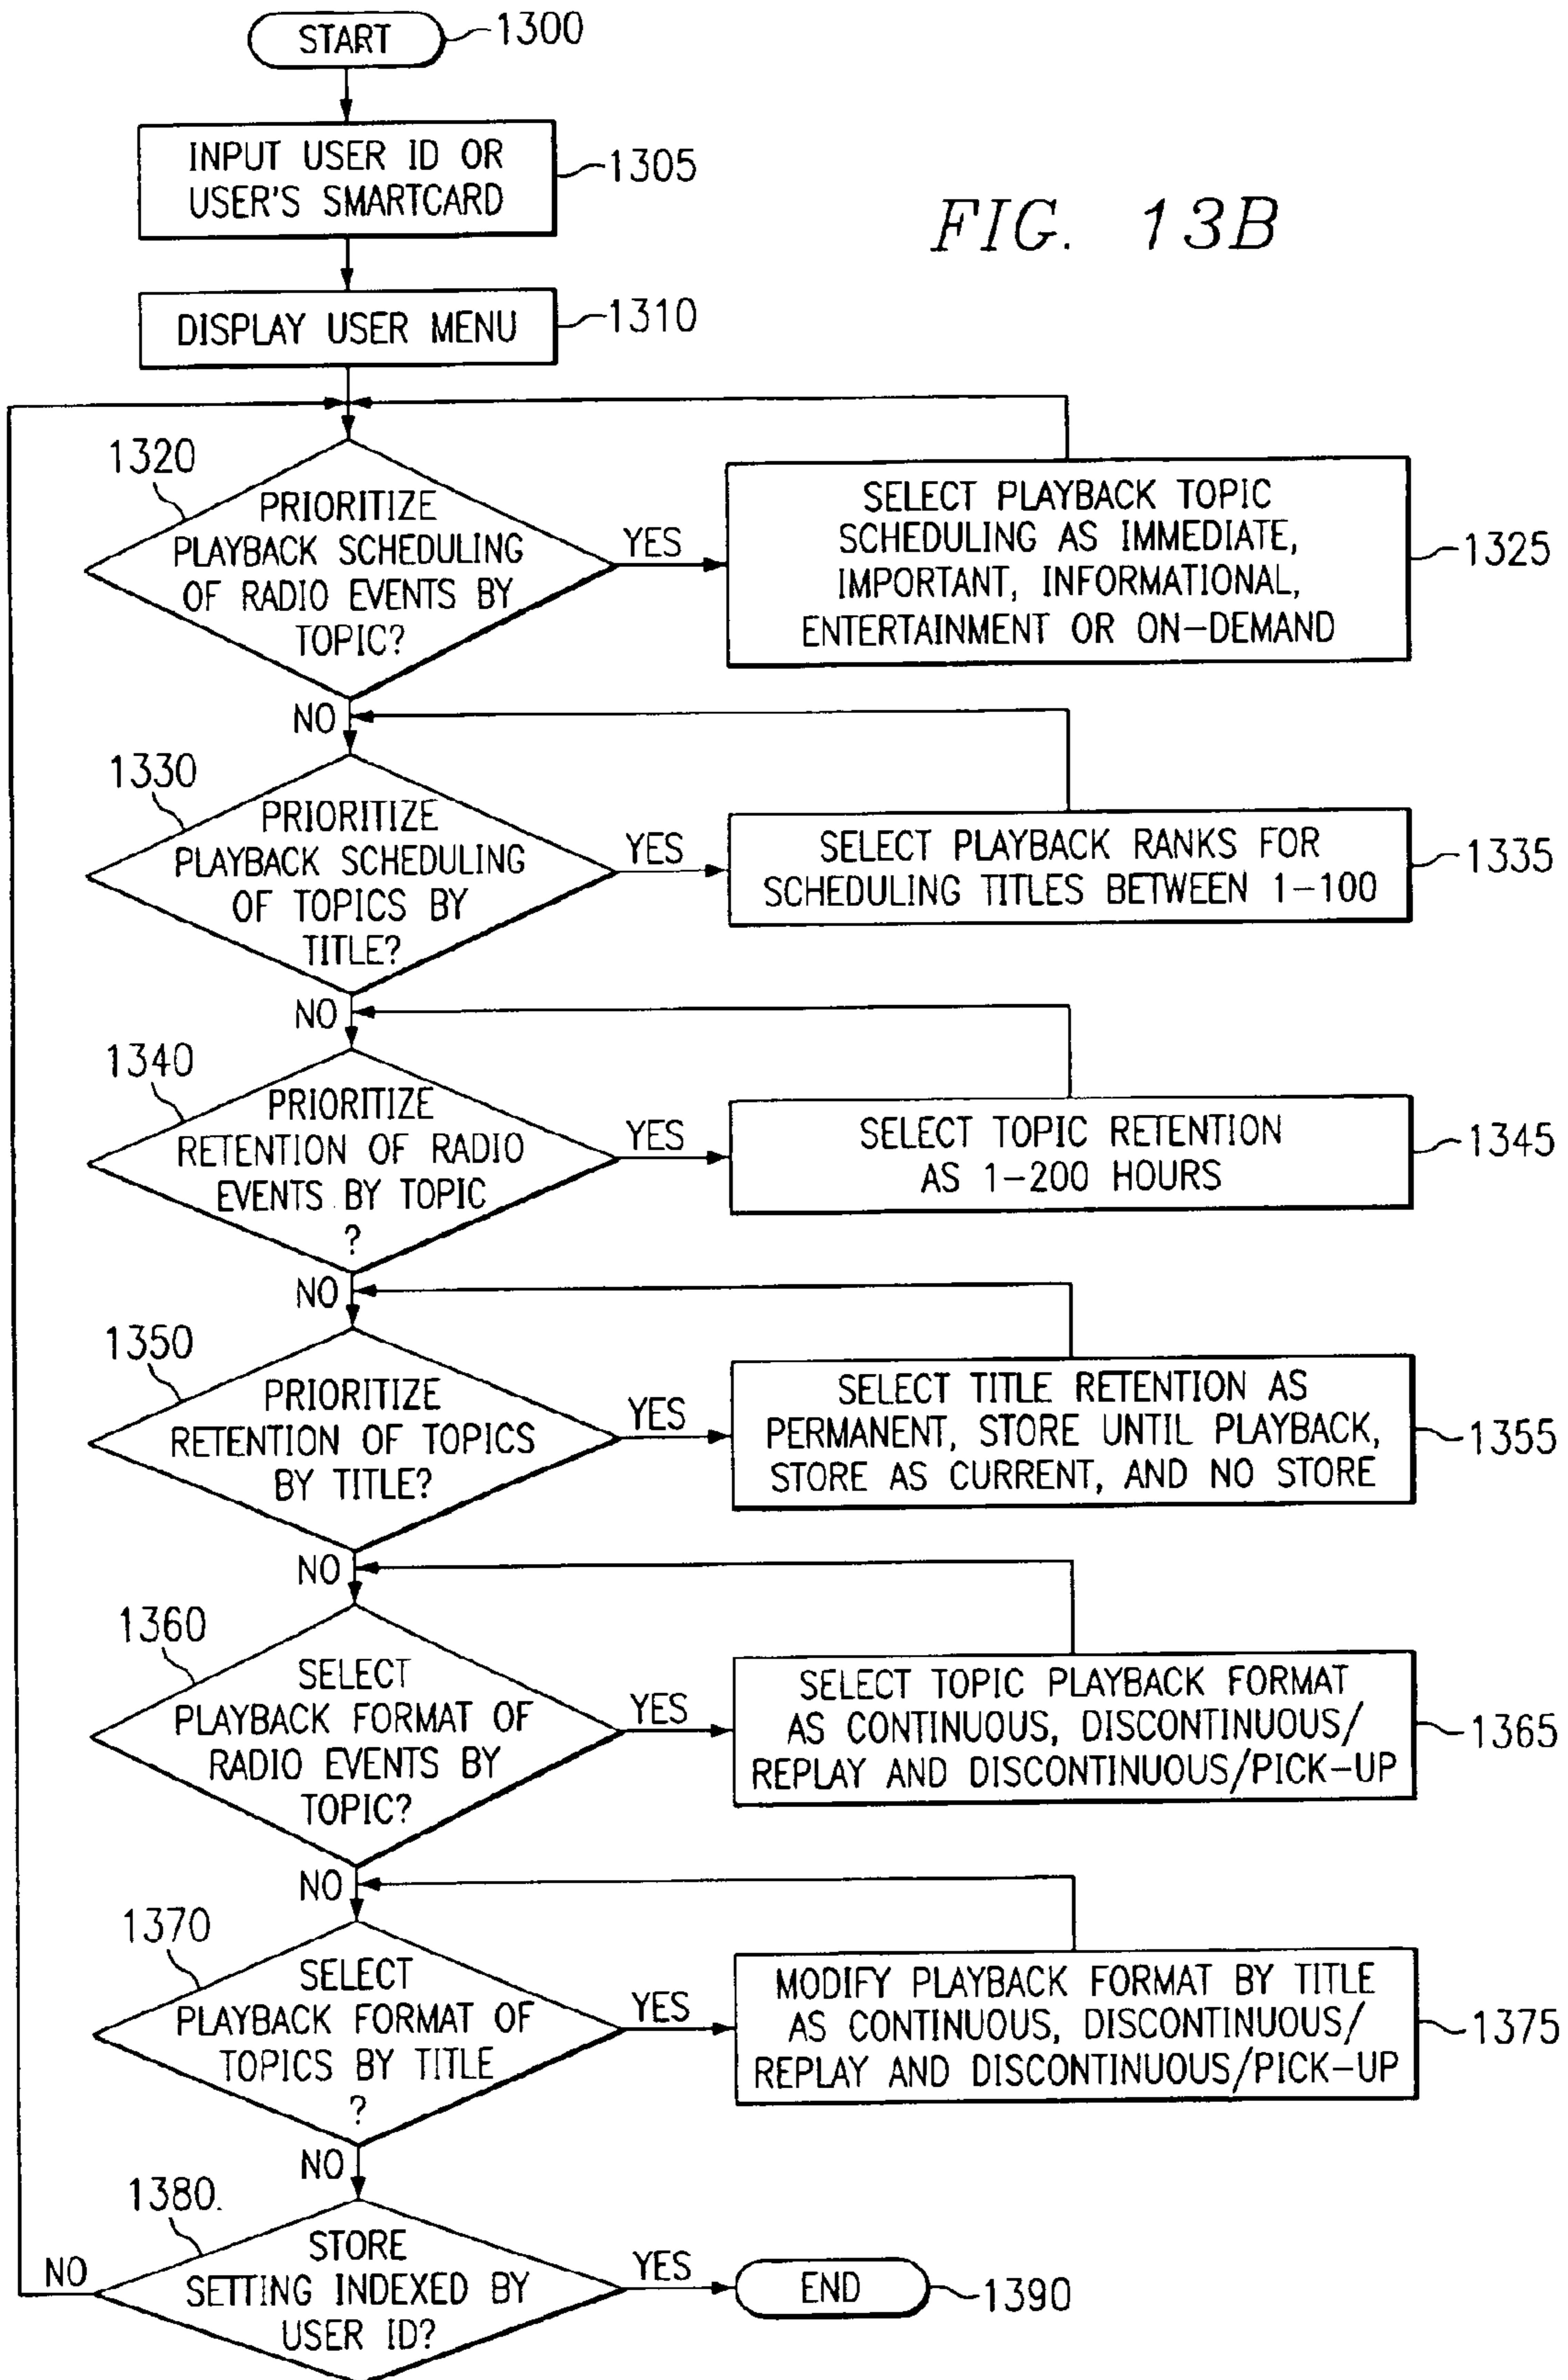 START
1300
INPUT USER ID OR
USER'S SMARTCARD
1305
FIG. 13B
DISPLAY USER MENU
1310
1320
PRIORITIZE
PLAYBACK SCHEDULING
OF RADIO EVENTS BY
TOPIC?
YES
SELECT PLAYBACK TOPIC
SCHEDULING AS IMMEDIATE,
IMPORTANT, INFORMATIONAL,
ENTERTAINMENT OR ON-DEMAND
1325
NO
1330
PRIORITIZE
PLAYBACK SCHEDULING
OF TOPICS BY
TITLE?
YES
SELECT PLAYBACK RANKS FOR
SCHEDULING TITLES BETWEEN 1-100
1335
NO
1340
PRIORITIZE
RETENTION OF RADIO
EVENTS BY TOPIC
?
YES
SELECT TOPIC RETENTION
AS 1-200 HOURS
1345
NO
1350
PRIORITIZE
RETENTION OF TOPICS
BY TITLE?
YES
SELECT TITLE RETENTION AS
PERMANENT, STORE UNTIL PLAYBACK,
STORE AS CURRENT, AND NO STORE
1355
NO
1360
SELECT
PLAYBACK FORMAT OF
RADIO EVENTS BY
TOPIC?
YES
SELECT TOPIC PLAYBACK FORMAT
AS CONTINUOUS, DISCONTINUOUS/
REPLAY AND DISCONTINUOUS/PICK-UP
1365
NO
1370
SELECT
PLAYBACK FORMAT OF
TOPICS BY TITLE
?
YES
MODIFY PLAYBACK FORMAT BY TITLE
AS CONTINUOUS, DISCONTINUOUS/
REPLAY AND DISCONTINUOUS/PICK-UP
1375
NO
1380.
STORE
SETTING INDEXED BY
USER ID?
NO
YES
END
1390